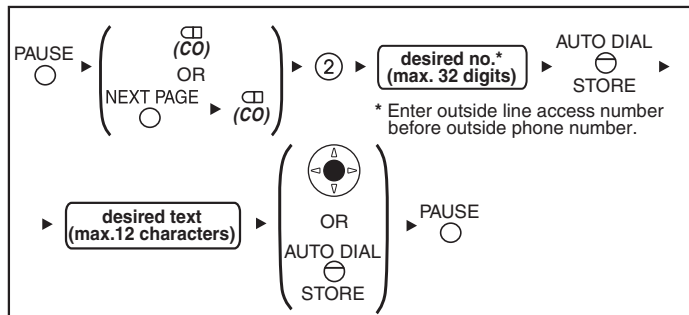 PAUSE
(CO)
OR
NEXT PAGE
(CO)
2
desired no.*
(max. 32 digits)
AUTO DIAL
STORE
* Enter outside line access number
before outside phone number.
desired text
(max.12 characters)
OR
AUTO DIAL
STORE
PAUSE